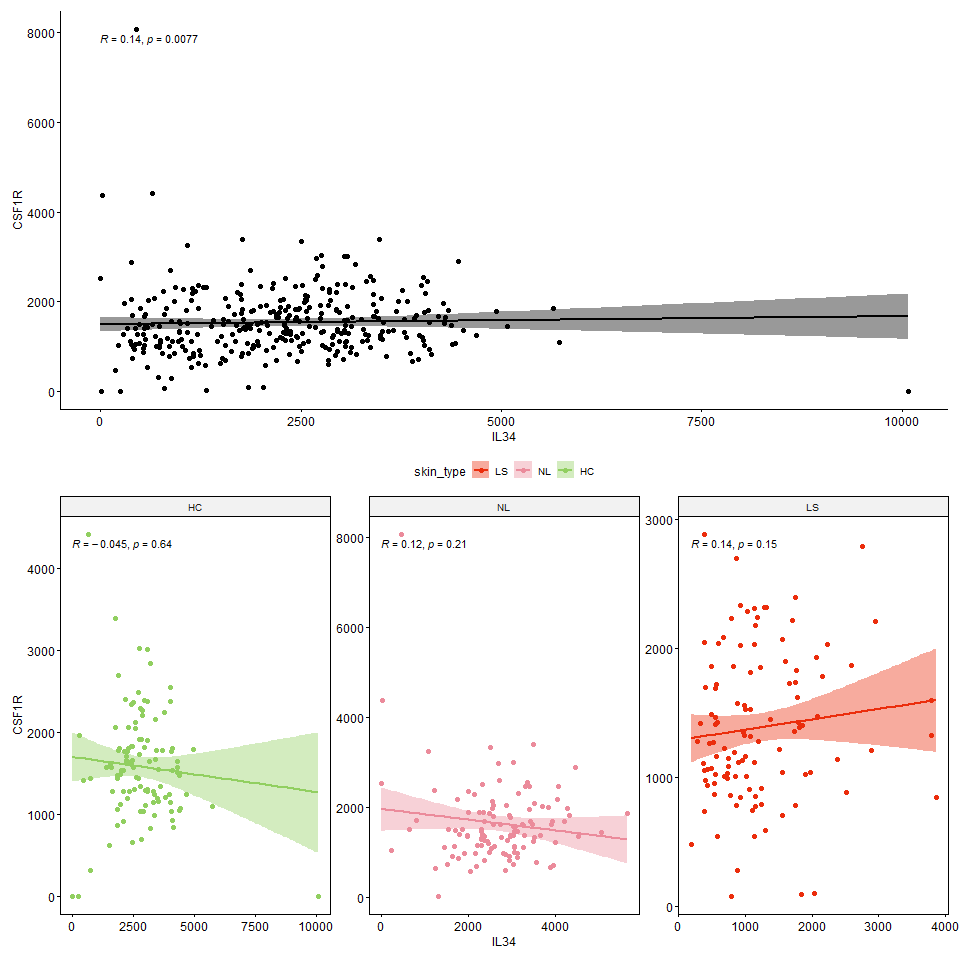 8000
R = 0.14, p = 0.0077
6000
4000
2000
0
CSF1R
0 2500 5000 7500 10000
IL34
skin_type LS NL HC
HC NL LS
R = −0.045, p = 0.64
4000
3000
2000
1000
0
CSF1R
0 2500 5000 7500 10000
R = 0.12, p = 0.21
8000
6000
4000
2000
0
0 2000 4000
IL34
3000
R = 0.14, p = 0.15
2000
1000
0
0 1000 2000 3000 4000